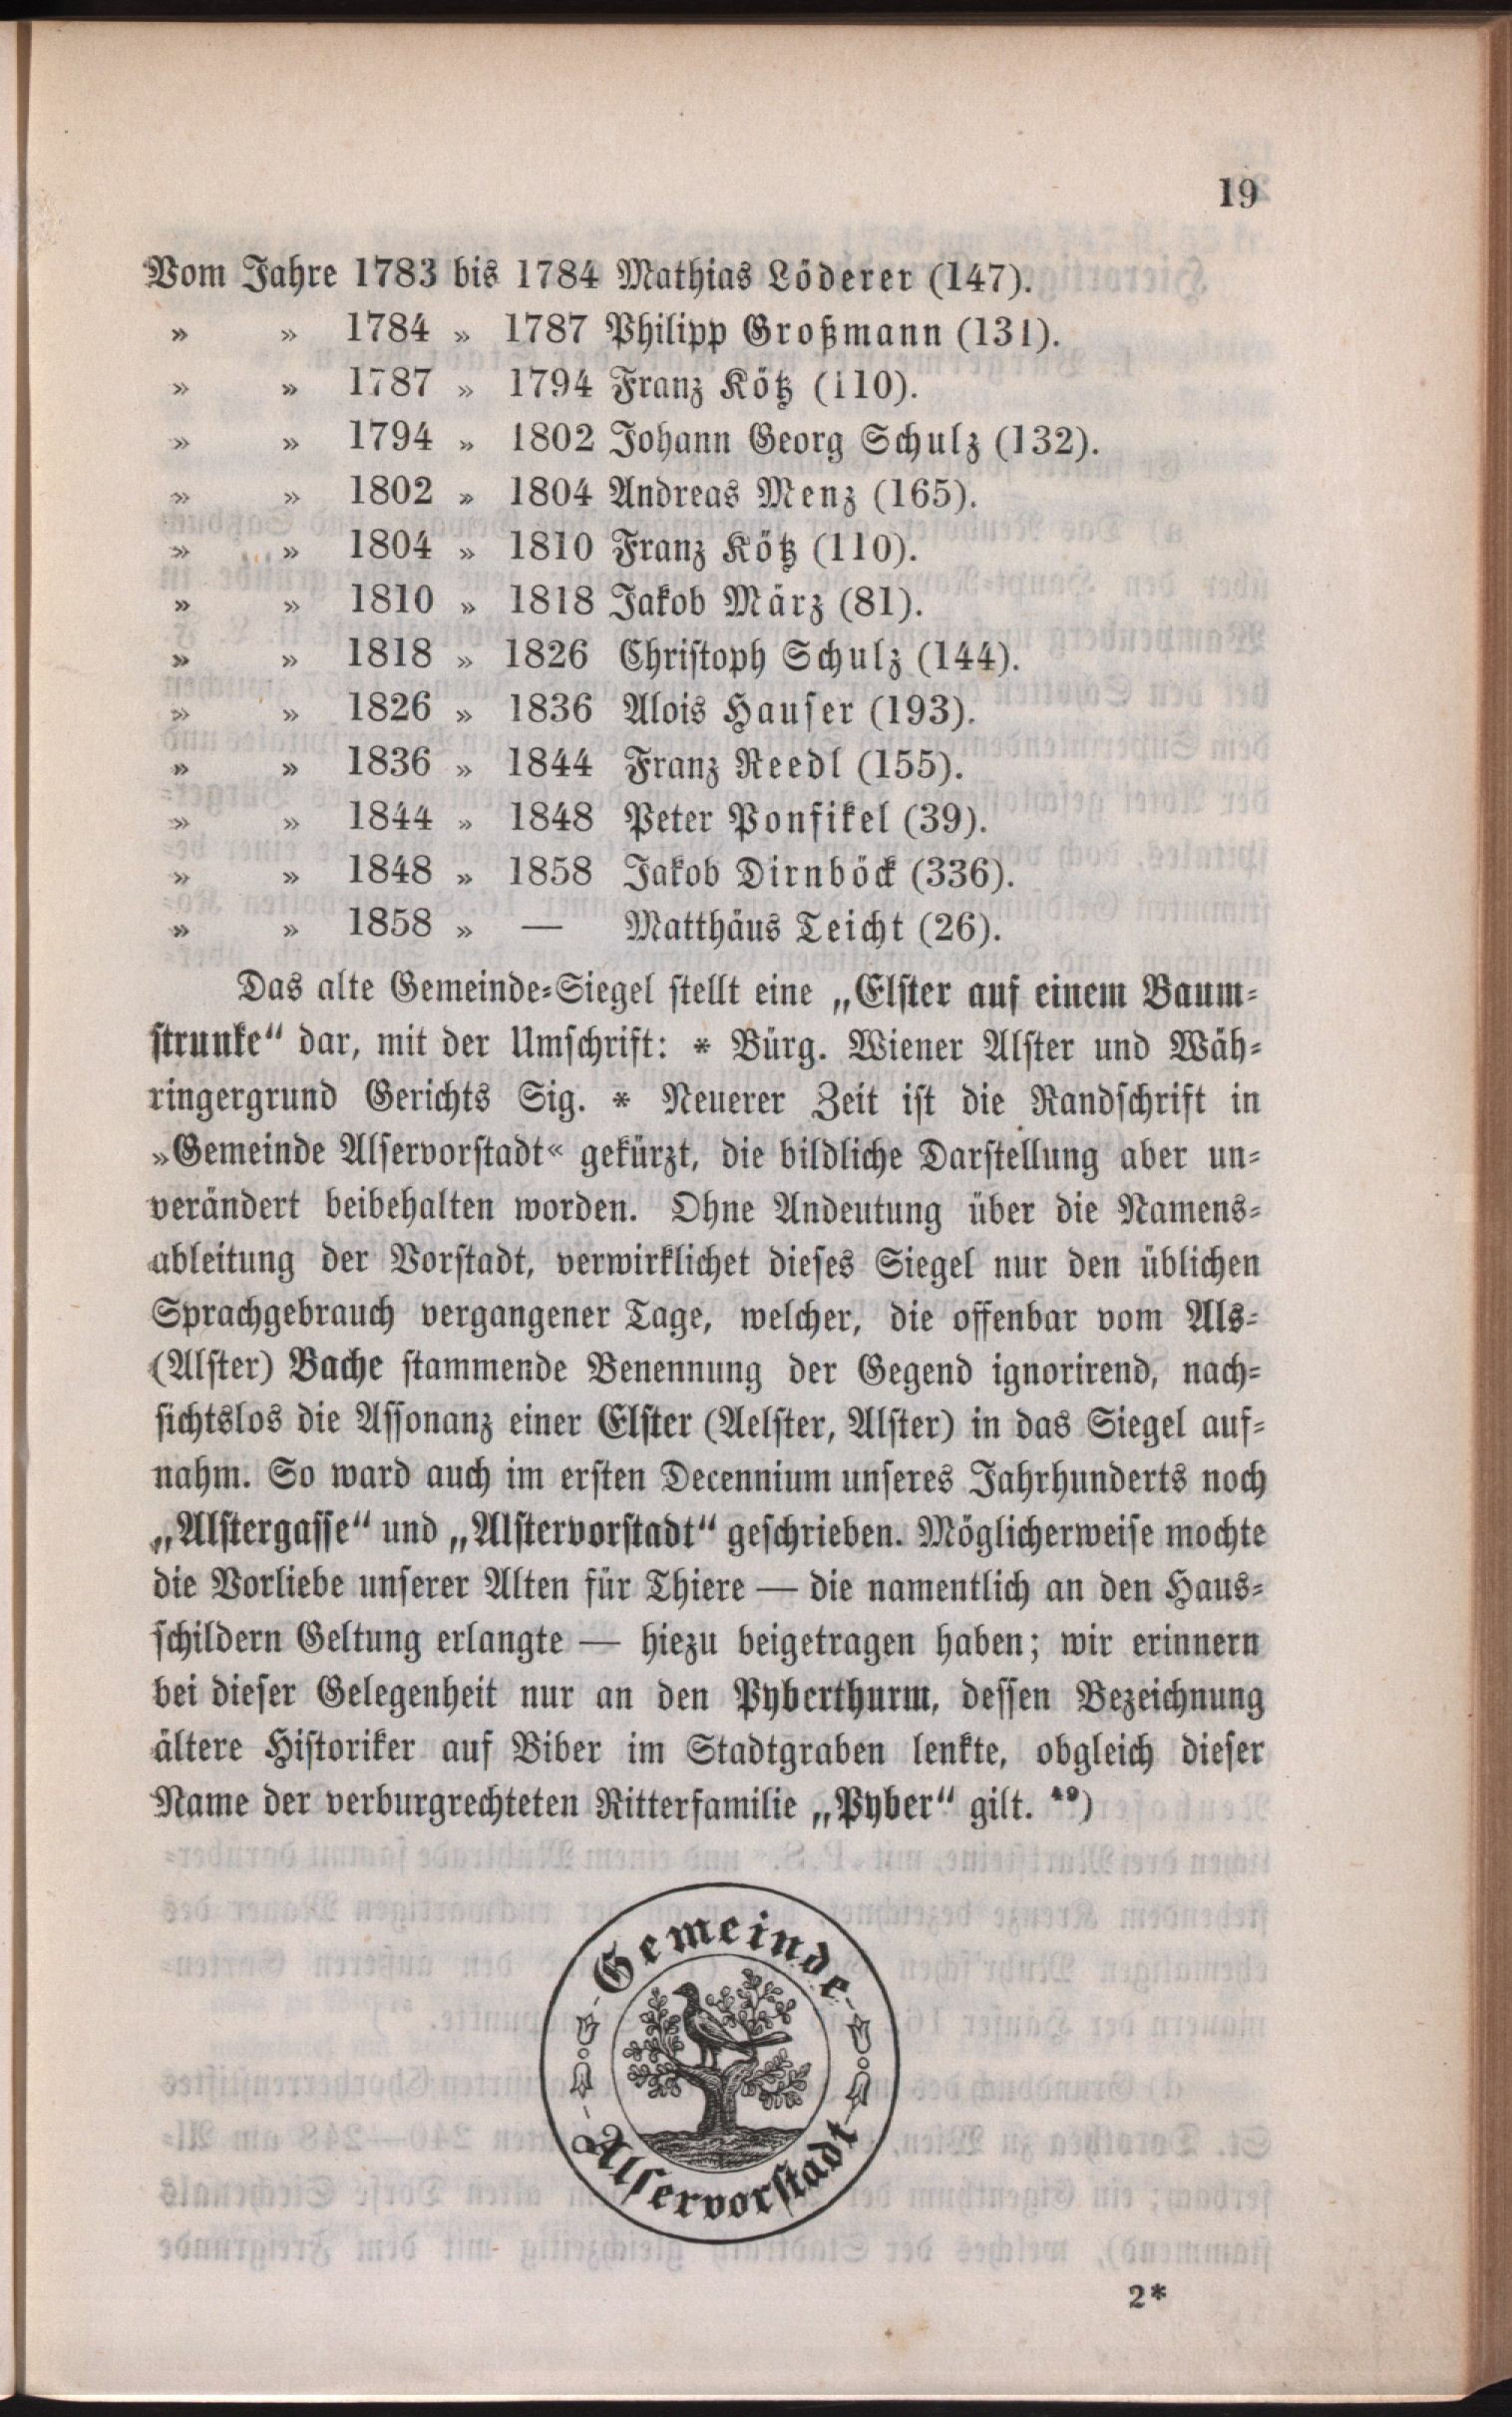 19
Vom Jahre 1783 bis 1784 Mathias Löderer (147).
» » 1784 » 1787 Philipp Großmann (131).
» » 1787 » 1794 Franz Kötz (110).
» » 1794 » 1802 Johann Georg Schulz (132).
» » 1802 » 1804 Andreas Menz (165).
» » 1804 » 1810 Franz Kötz (110).
» » 1810 » 1818 Jakob März (81).
» » 1818 » 1826 Christoph Schulz (144).
» » 1826 » 1836 Alois Hauser (193).
» » 1836 » 1844 Franz Reedl (155).
» » 1844 » 1848 Peter Ponfikel (39).
» » 1848 » 1858 Jakob Dirnböck (336).
» » 1858 » — Matthäus Teicht (26).
Das alte Gemeinde-Siegel stellt eine „Elster auf einem Baum-
strunke“ dar, mit der Umschrift: * Bürg. Wiener Alster und Wäh-
ringergrund Gerichts Sig. * Neuerer Zeit ist die Randschrift in
»Gemeinde Alservorstadt« gekürzt, die bildliche Darstellung aber un-
verändert beibehalten worden. Ohne Andeutung über die Namens-
ableitung der Vorstadt, verwirklichet dieses Siegel nur den üblichen
Sprachgebrauch vergangener Tage, welcher, die offenbar vom Als-
(Alster) Bache stammende Benennung der Gegend ignorirend, nach-
sichtslos die Assonanz einer Elster (Aelster, Alster) in das Siegel auf-
nahm. So ward auch im ersten Decennium unseres Jahrhunderts noch
„Alstergasse“ und „Alstervorstadt“ geschrieben. Möglicherweise mochte
die Vorliebe unserer Alten für Thiere — die namentlich an den Haus-
schildern Geltung erlangte — hiezu beigetragen haben; wir erinnern
bei dieser Gelegenheit nur an den Pyberthurm, dessen Bezeichnung
ältere Historiker auf Biber im Stadtgraben lenkte, obgleich dieser
Name der verburgrechteten Ritterfamilie „Pyber“ gilt. ⁴⁹)
Gemeinde
Alservorstadt
2*